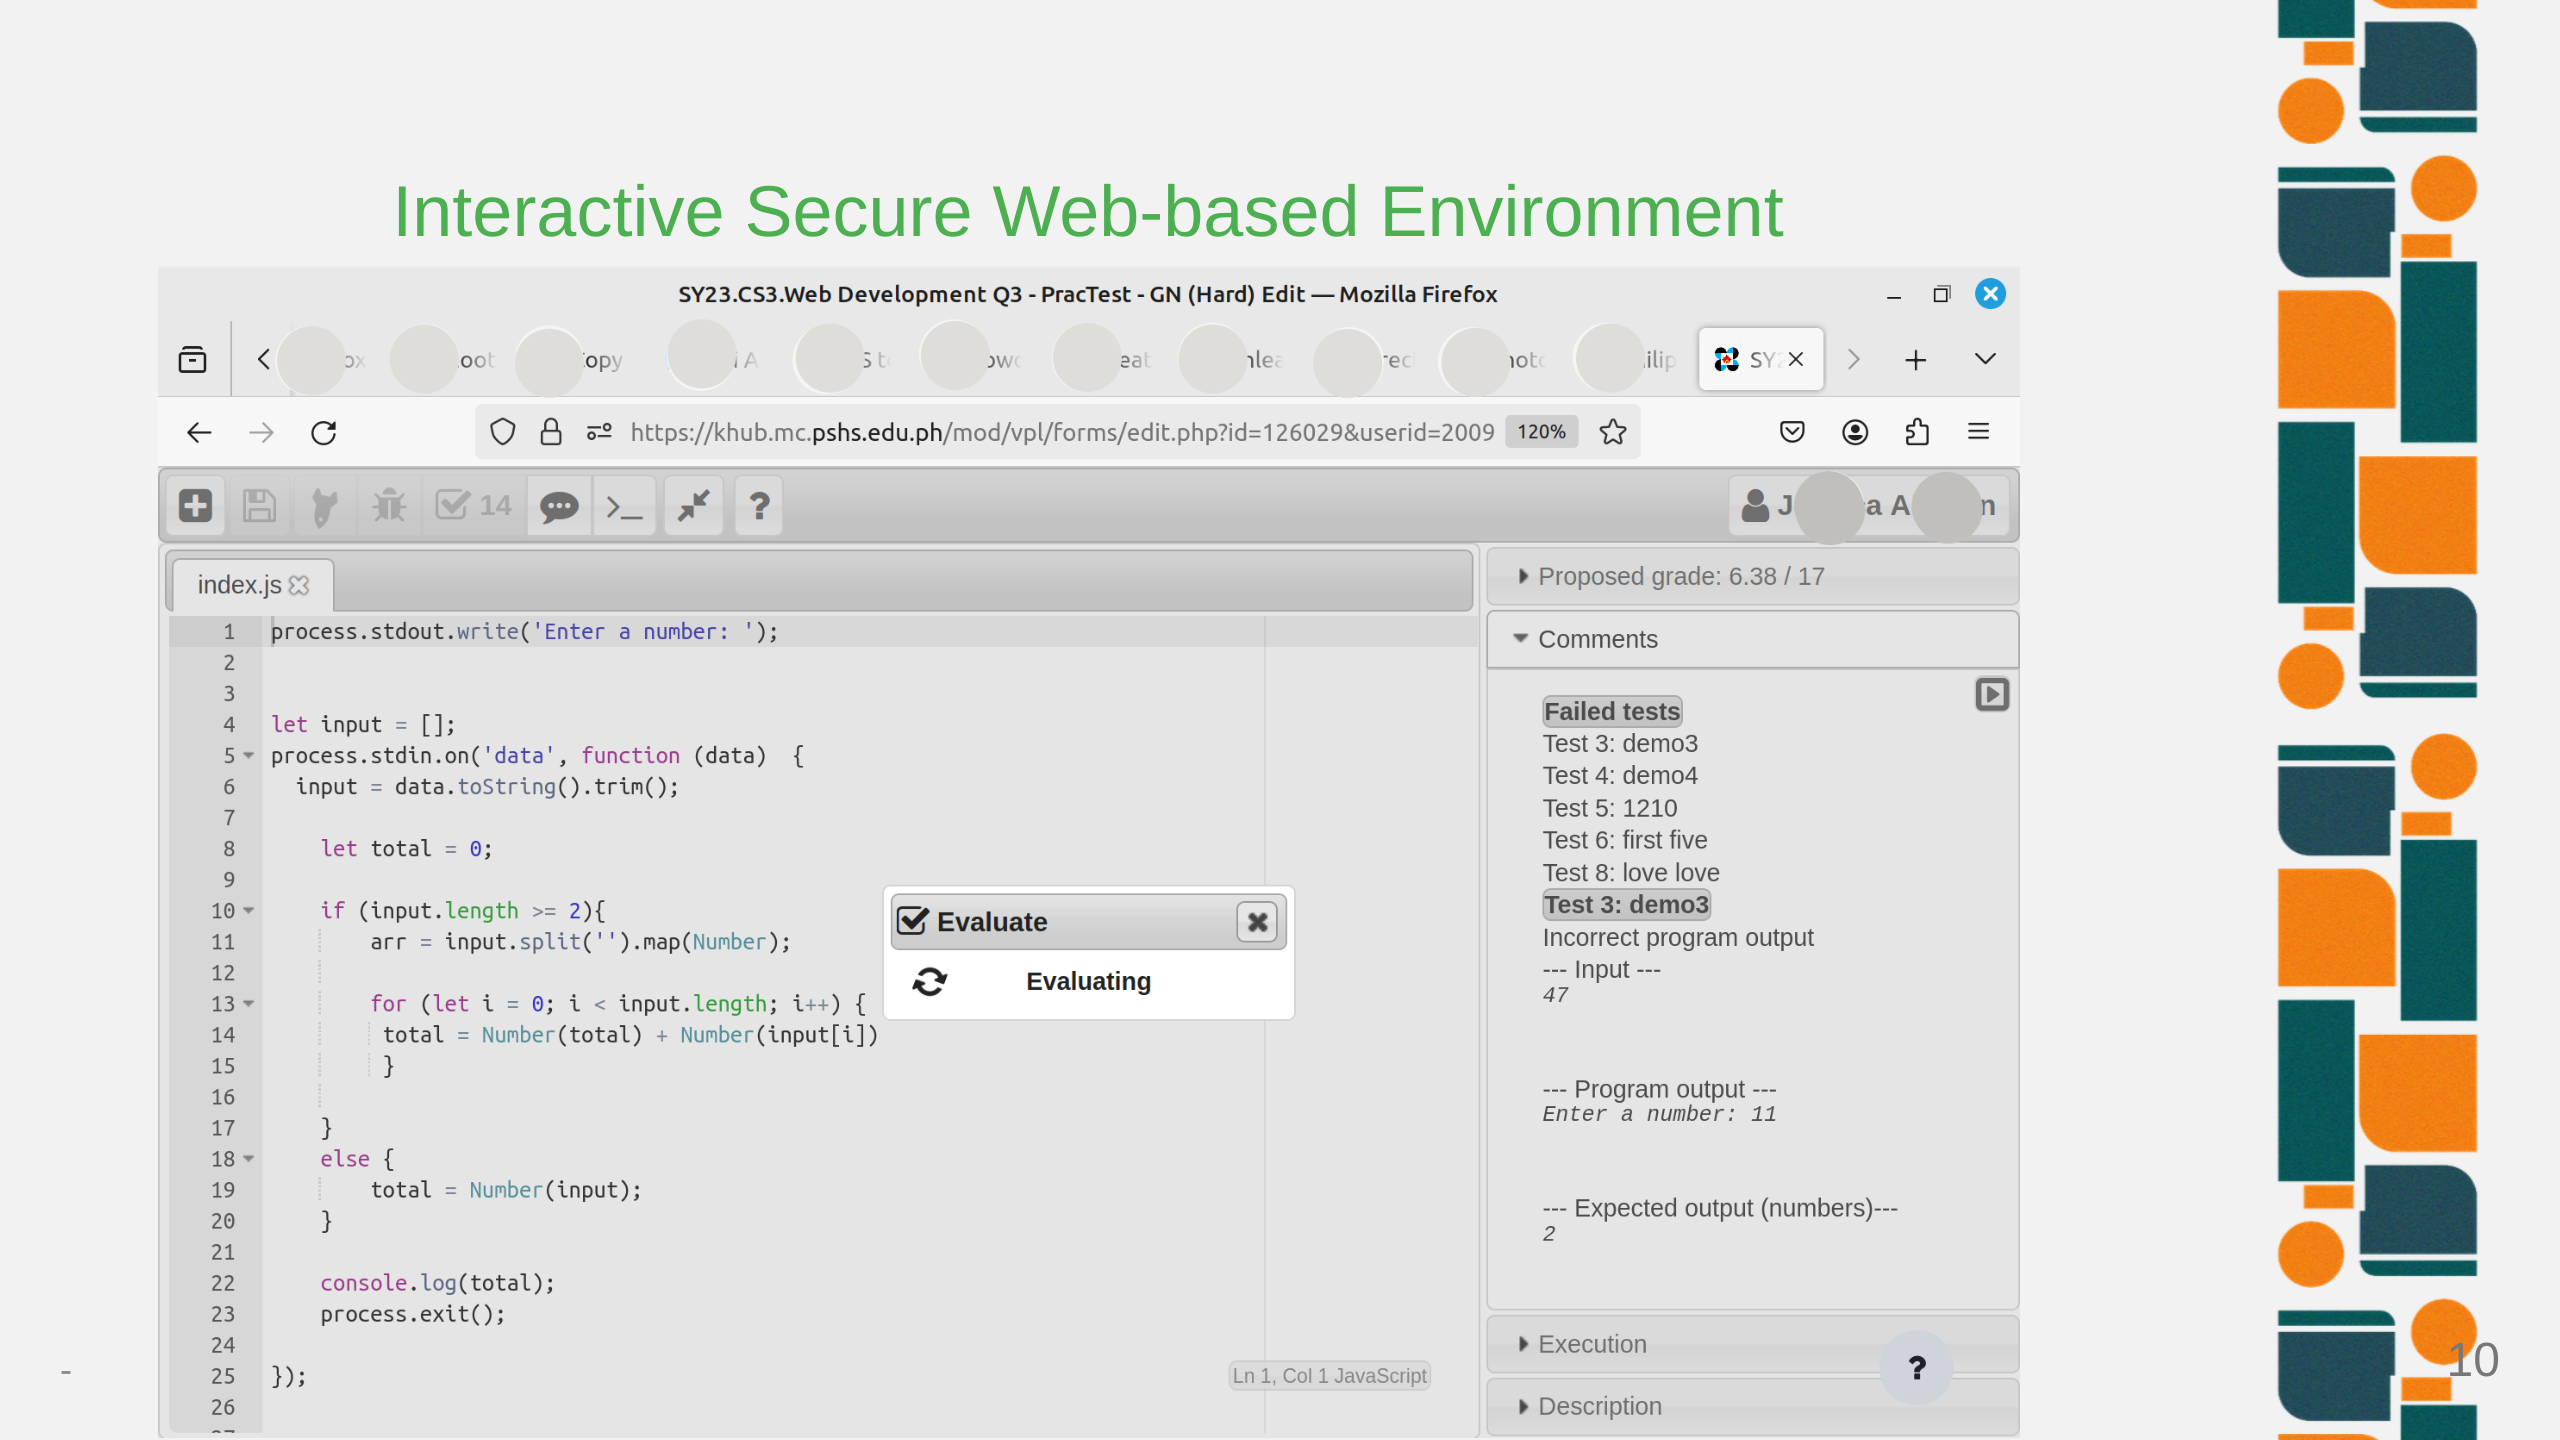 Interactive Secure Web-based Environment
SY23.CS3.Web Development Q3 - PracTest - GN (Hard) Edit — Mozilla Firefox
SY
https://khub.mc.pshs.edu.ph/mod/vpl/forms/edit.php?id=126029&userid=2009 120%
14
J a A n
index.js
1 process.stdout.write('Enter a number: ');
2
3
4 let input = [];
5 process.stdin.on('data', function (data)  {
6 input = data.toString().trim();
7
8 let total = 0;
9
10 if (input.length >= 2){
11 arr = input.split('').map(Number);
12
13 for (let i = 0; i < input.length; i++) {
14 total = Number(total) + Number(input[i])
15 }
16
17 }
18 else {
19 total = Number(input);
20 }
21
22 console.log(total);
23 process.exit();
24
25 });
26
Ln 1, Col 1 JavaScript
Evaluate
Evaluating
Proposed grade: 6.38 / 17
Comments
Failed tests
Test 3: demo3
Test 4: demo4
Test 5: 1210
Test 6: first five
Test 8: love love
Test 3: demo3
Incorrect program output
--- Input ---
47
--- Program output ---
Enter a number: 11
--- Expected output (numbers)---
2
Execution
?
Description
-
10